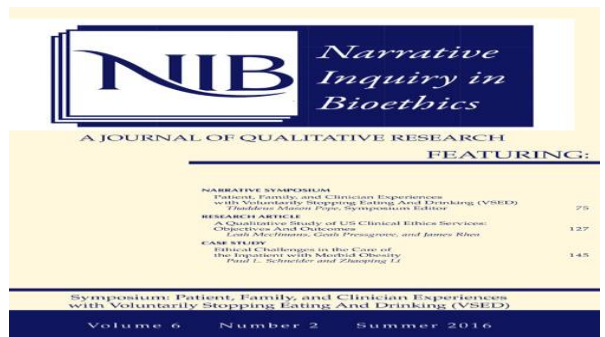 NIB
Narrative
Inquiry in
Bioethics
A JOURNAL OF QUALITATIVE RESEARCH
FEATURING:
NARRATIVE SYMPOSIUM
Patient, Family, and Clinician Experiences
with Voluntarily Stopping Eating And Drinking (VSED)
Thaddeus Mason Pope, Symposium Editor 75
RESEARCH ARTICLE
A Qualitative Study of US Clinical Ethics Services:
Objectives And Outcomes 127
Leah Mcclimans, Geah Pressgrove, and James Rhea
CASE STUDY
Ethical Challenges in the Care of
the Inpatient with Morbid Obesity 145
Paul L. Schneider and Zhaoping Li
Symposium: Patient, Family, and Clinician Experiences
with Voluntarily Stopping Eating And Drinking (VSED)
Volume 6 Number 2 Summer 2016